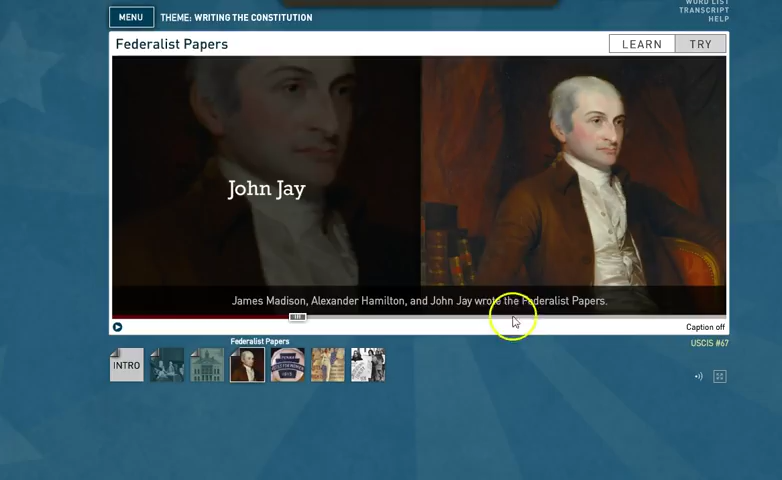 WORD LIST
MENU
THEME: WRITING THE CONSTITUTION
TRANSCRIPT
HELP
Federalist Papers
LEARN
TRY
John Jay
James Madison, Alexander Hamilton, and John Jay wrote the Federalist Papers.
Caption off
Federalist Papers
USCIS #67
INTRO